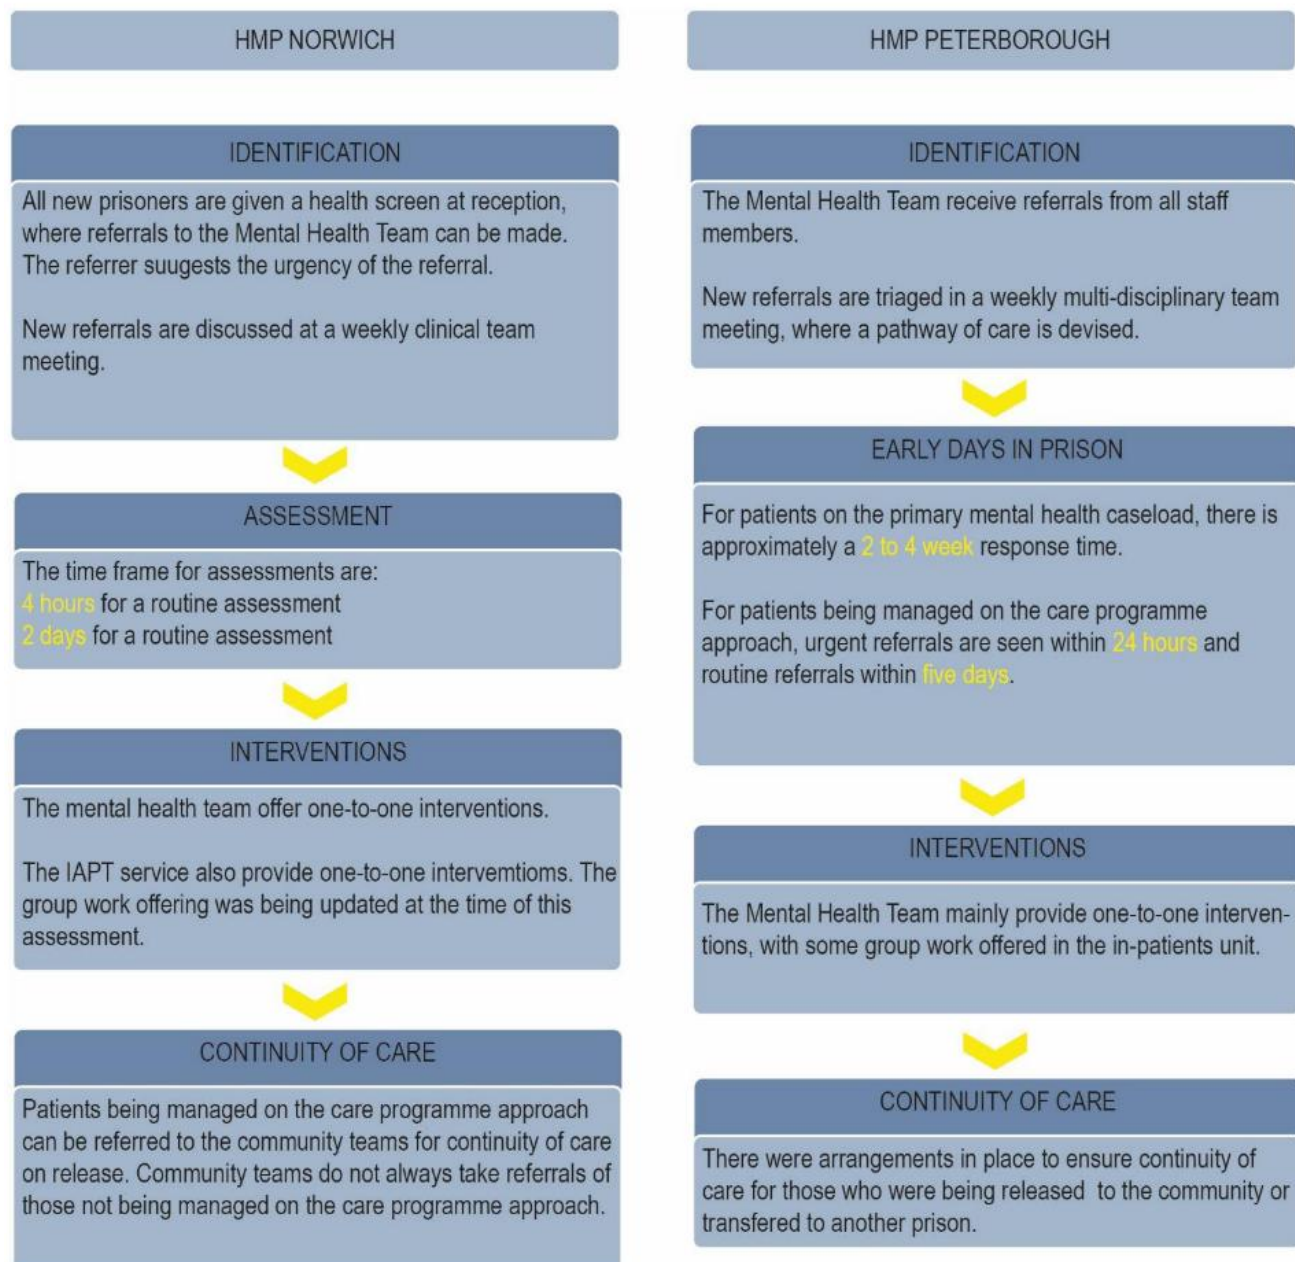 HMP NORWICH
IDENTIFICATION
All new prisoners are given a health screen at reception,
where referrals to the Mental Health Team can be made.
The referrer suugests the urgency of the referral.
New referrals are discussed at a weekly clinical team
meeting.
ASSESSMENT
The time frame for assessments are:
4 hours for a routine assessment
2 days for a routine assessment
INTERVENTIONS
The mental health team offer one-to-one interventions.
The IAPT service also provide one-to-one intervemtioms. The
group work offering was being updated at the time of this
assessment.
CONTINUITY OF CARE
Patients being managed on the care programme approach
can be referred to the community teams for continuity of care
on release. Community teams do not always take referrals of
those not being managed on the care programme approach.
HMP PETERBOROUGH
IDENTIFICATION
The Mental Health Team receive referrals from all staff
members.
New referrals are triaged in a weekly multi-disciplinary team
meeting, where a pathway of care is devised.
EARLY DAYS IN PRISON
For patients on the primary mental health caseload, there is
approximately a 2 to 4 week response time.
For patients being managed on the care programme
approach, urgent referrals are seen within 24 hours and
routine referrals within five days.
INTERVENTIONS
The Mental Health Team mainly provide one-to-one interven-
tions, with some group work offered in the in-patients unit.
CONTINUITY OF CARE
There were arrangements in place to ensure continuity of
care for those who were being released to the community or
transfered to another prison.